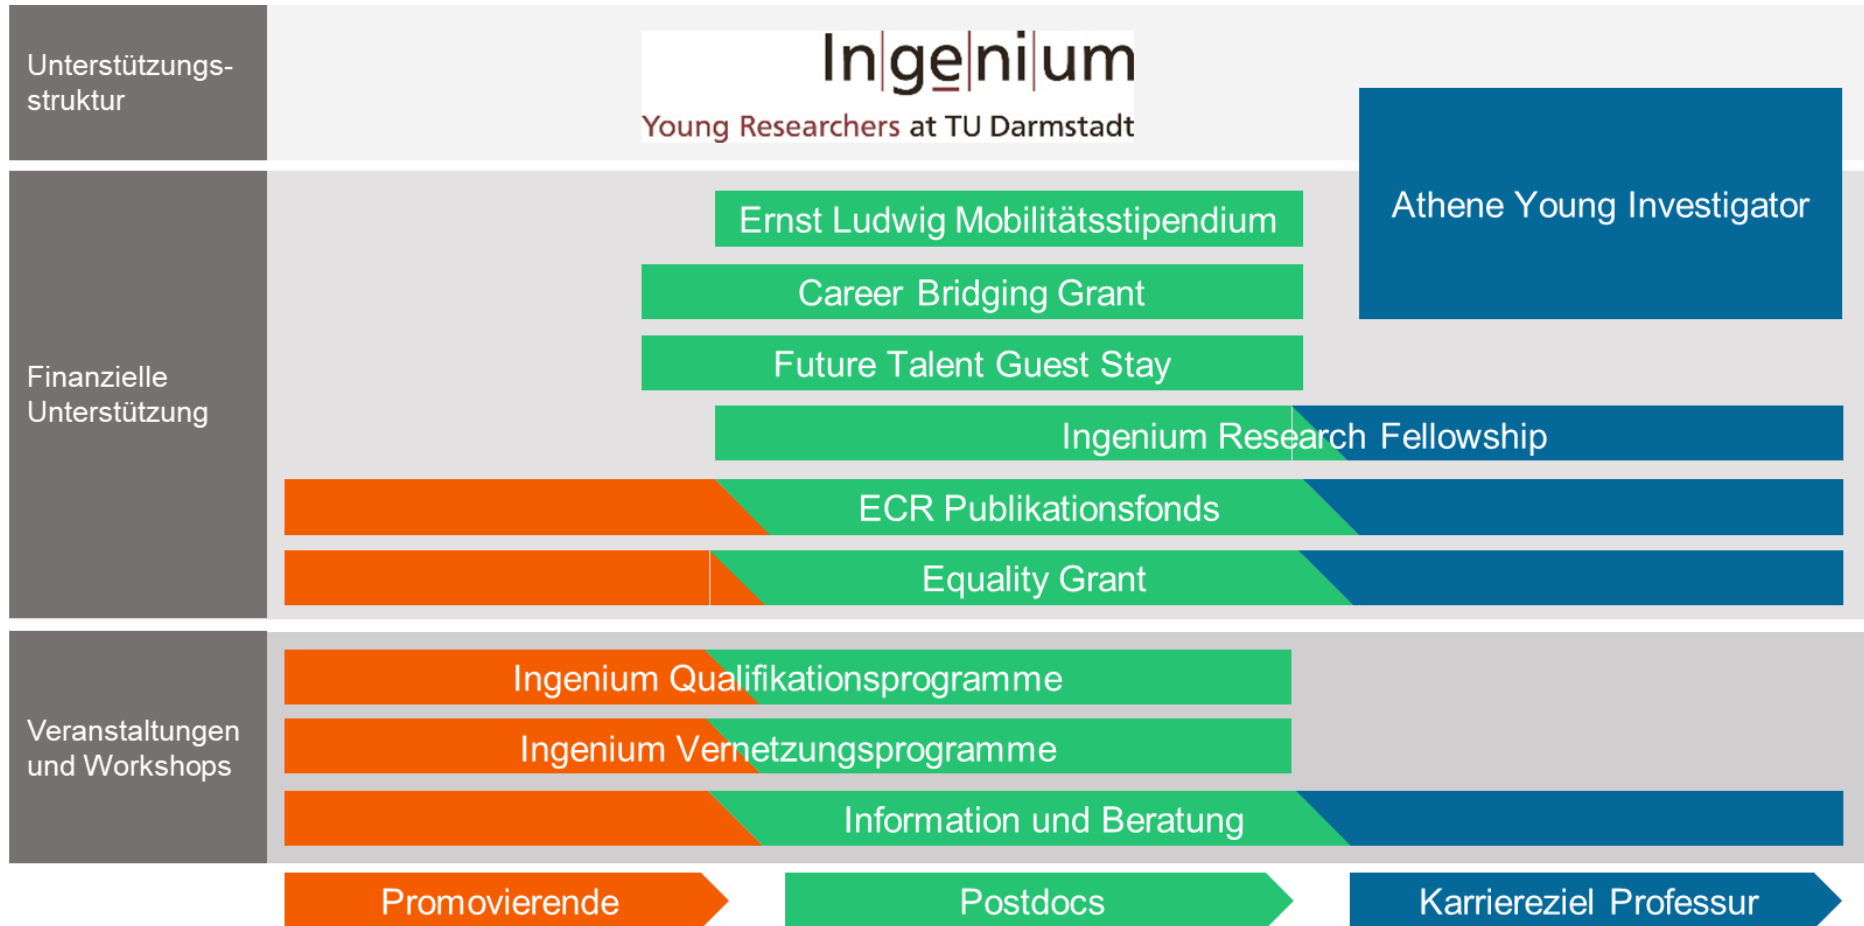 Unterstützungs-
struktur
In|ge|ni|um
Young Researchers at TU Darmstadt
Athene Young Investigator
Finanzielle
Unterstützung
Ernst Ludwig Mobilitätsstipendium
Career Bridging Grant
Future Talent Guest Stay
Ingenium Research Fellowship
ECR Publikationsfonds
Equality Grant
Veranstaltungen
und Workshops
Ingenium Qualifikationsprogramme
Ingenium Vernetzungsprogramme
Information und Beratung
Promovierende
Postdocs
Karriereziel Professur